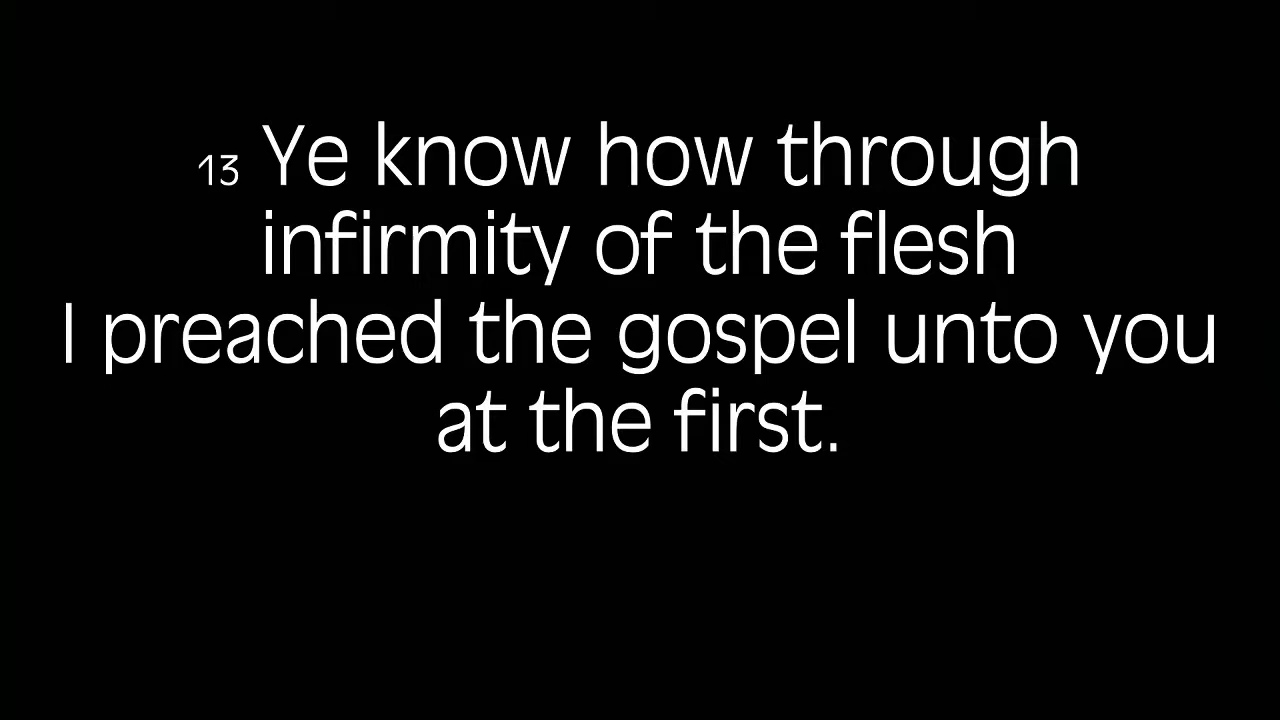 13 Ye know how through
infirmity of the flesh
I preached the gospel unto you
at the first.